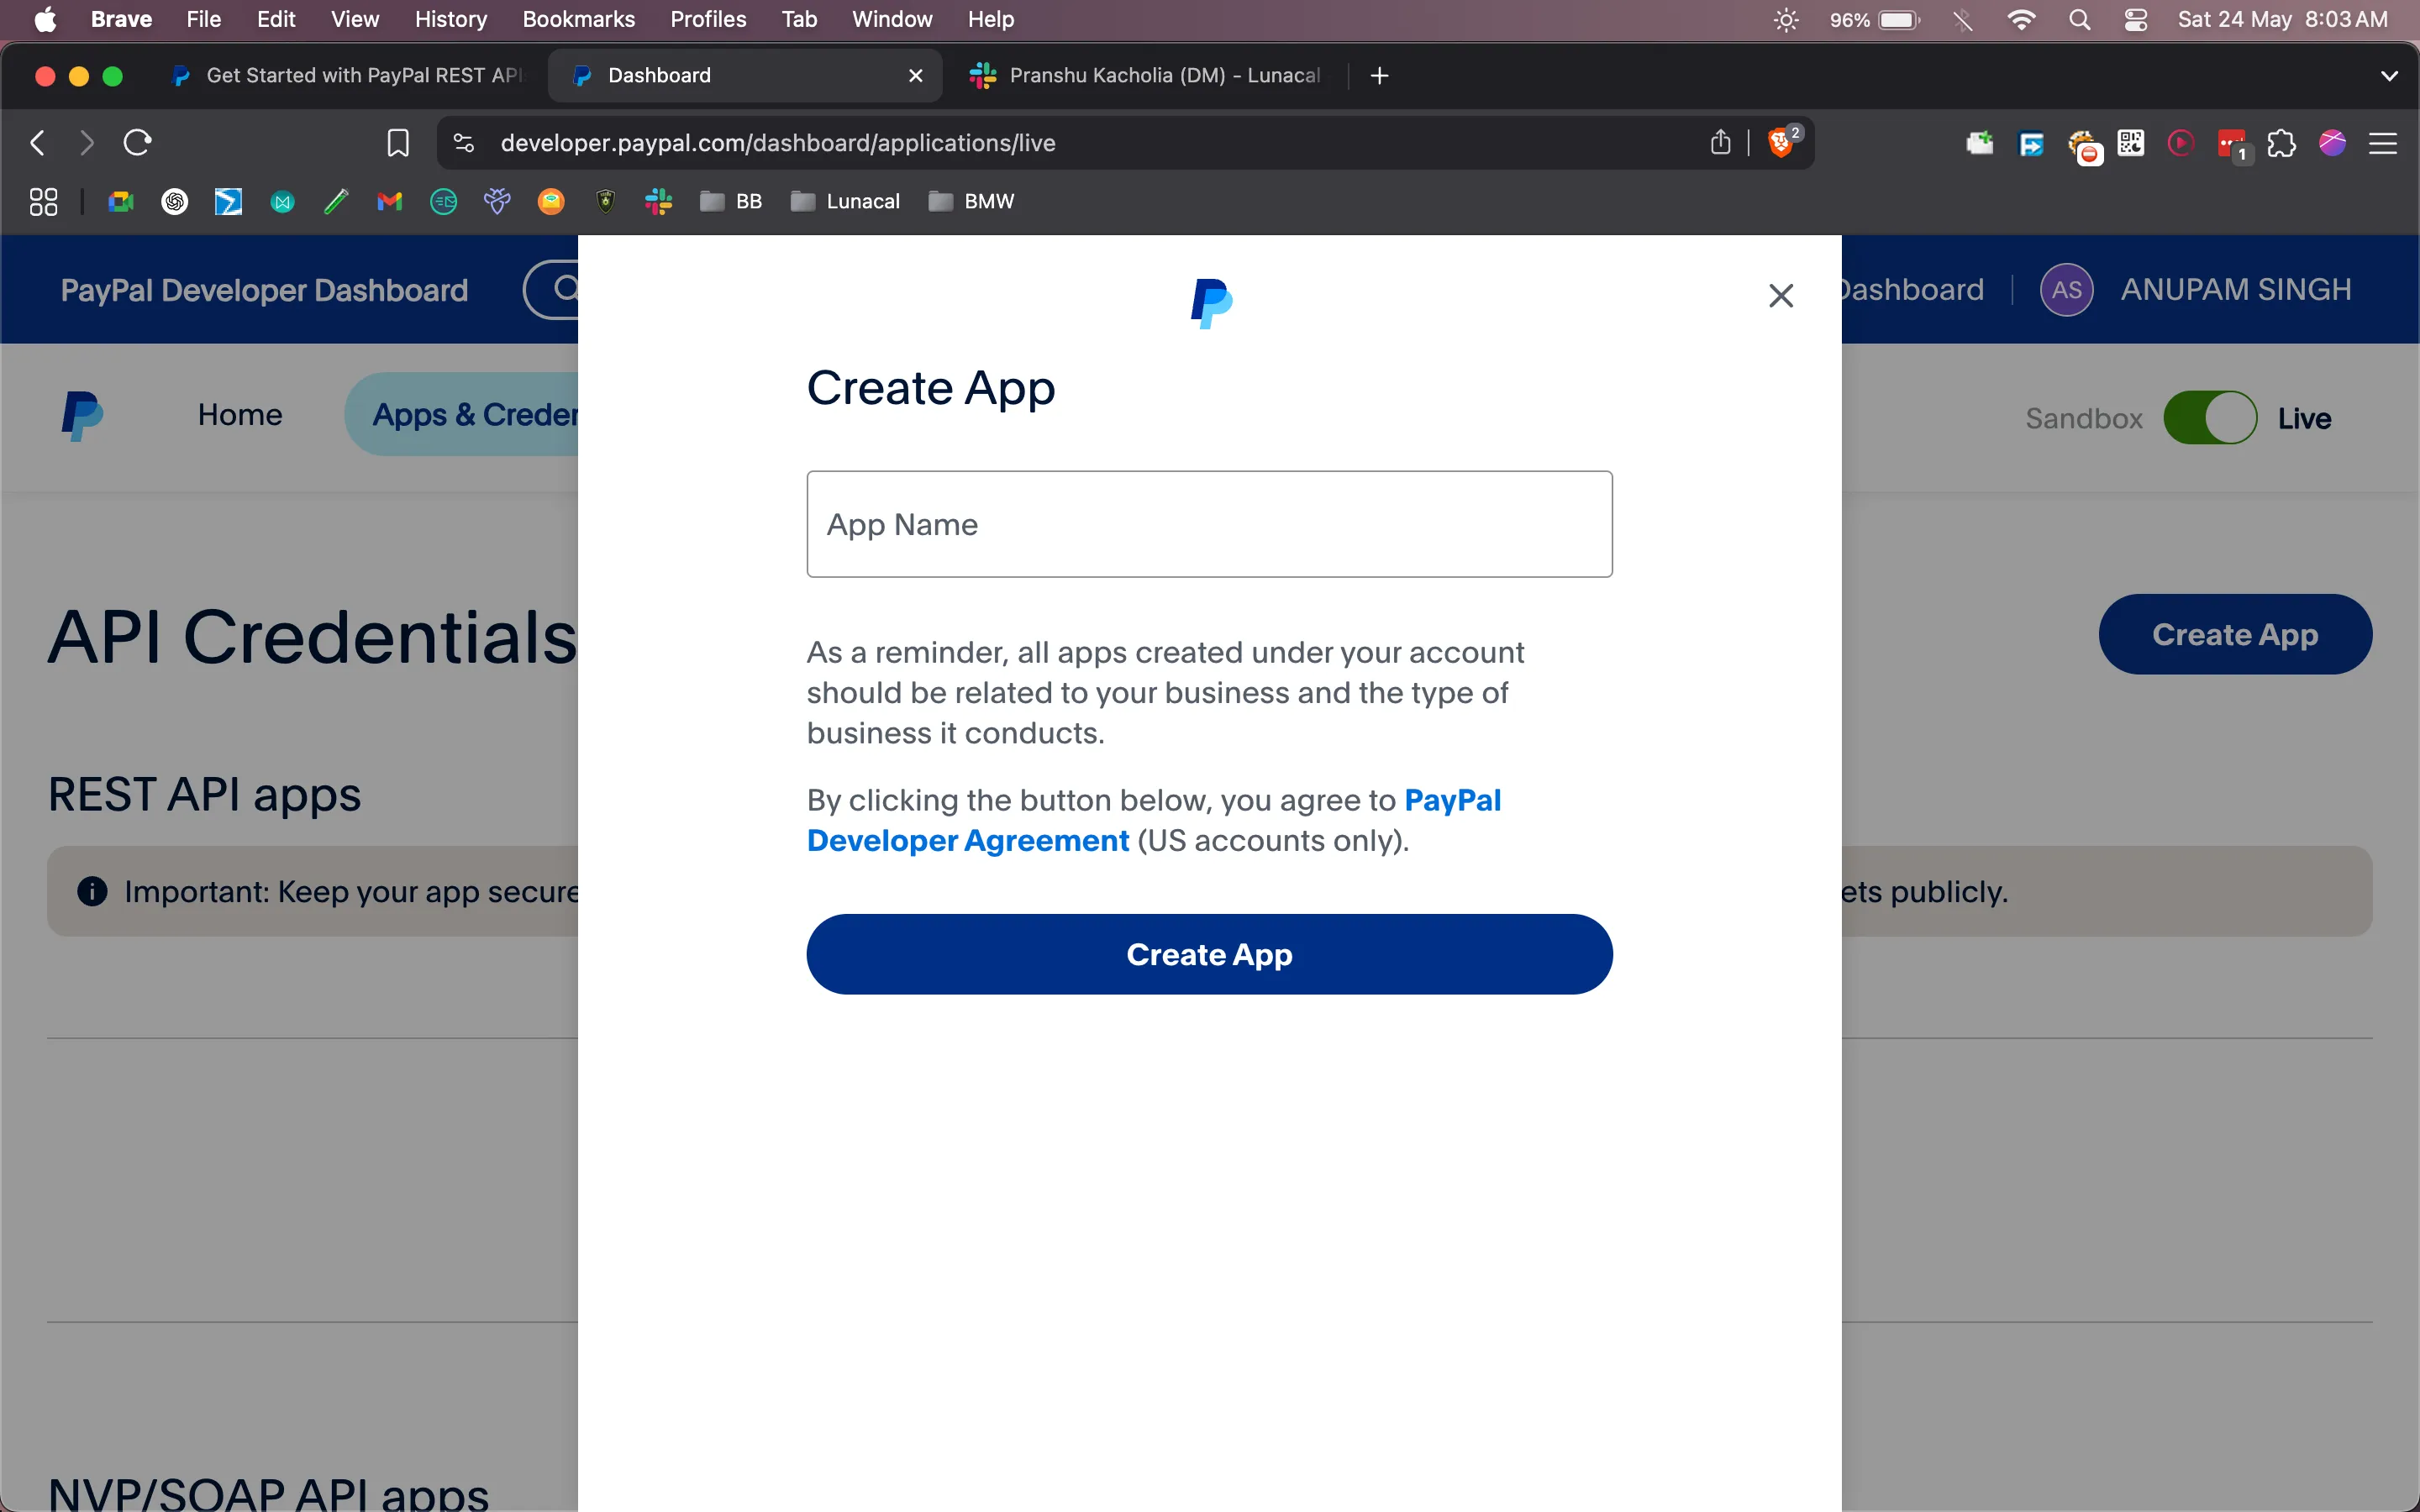 Brave File Edit View History Bookmarks Profiles Tab Window Help 96% Sat 24 May 8:03 AM
Get Started with PayPal REST API Dashboard Pranshu Kacholia (DM) - Lunacal
developer.paypal.com/dashboard/applications/live 2 1
BB Lunacal BMW
PayPal Developer Dashboard Dashboard AS ANUPAM SINGH
Home Apps & Creden Sandbox Live
Create App
App Name
API Credentials Create App
As a reminder, all apps created under your account
should be related to your business and the type of
business it conducts.
REST API apps
By clicking the button below, you agree to PayPal
Developer Agreement (US accounts only).
Important: Keep your app secure ets publicly.
Create App
NVP/SOAP API apps